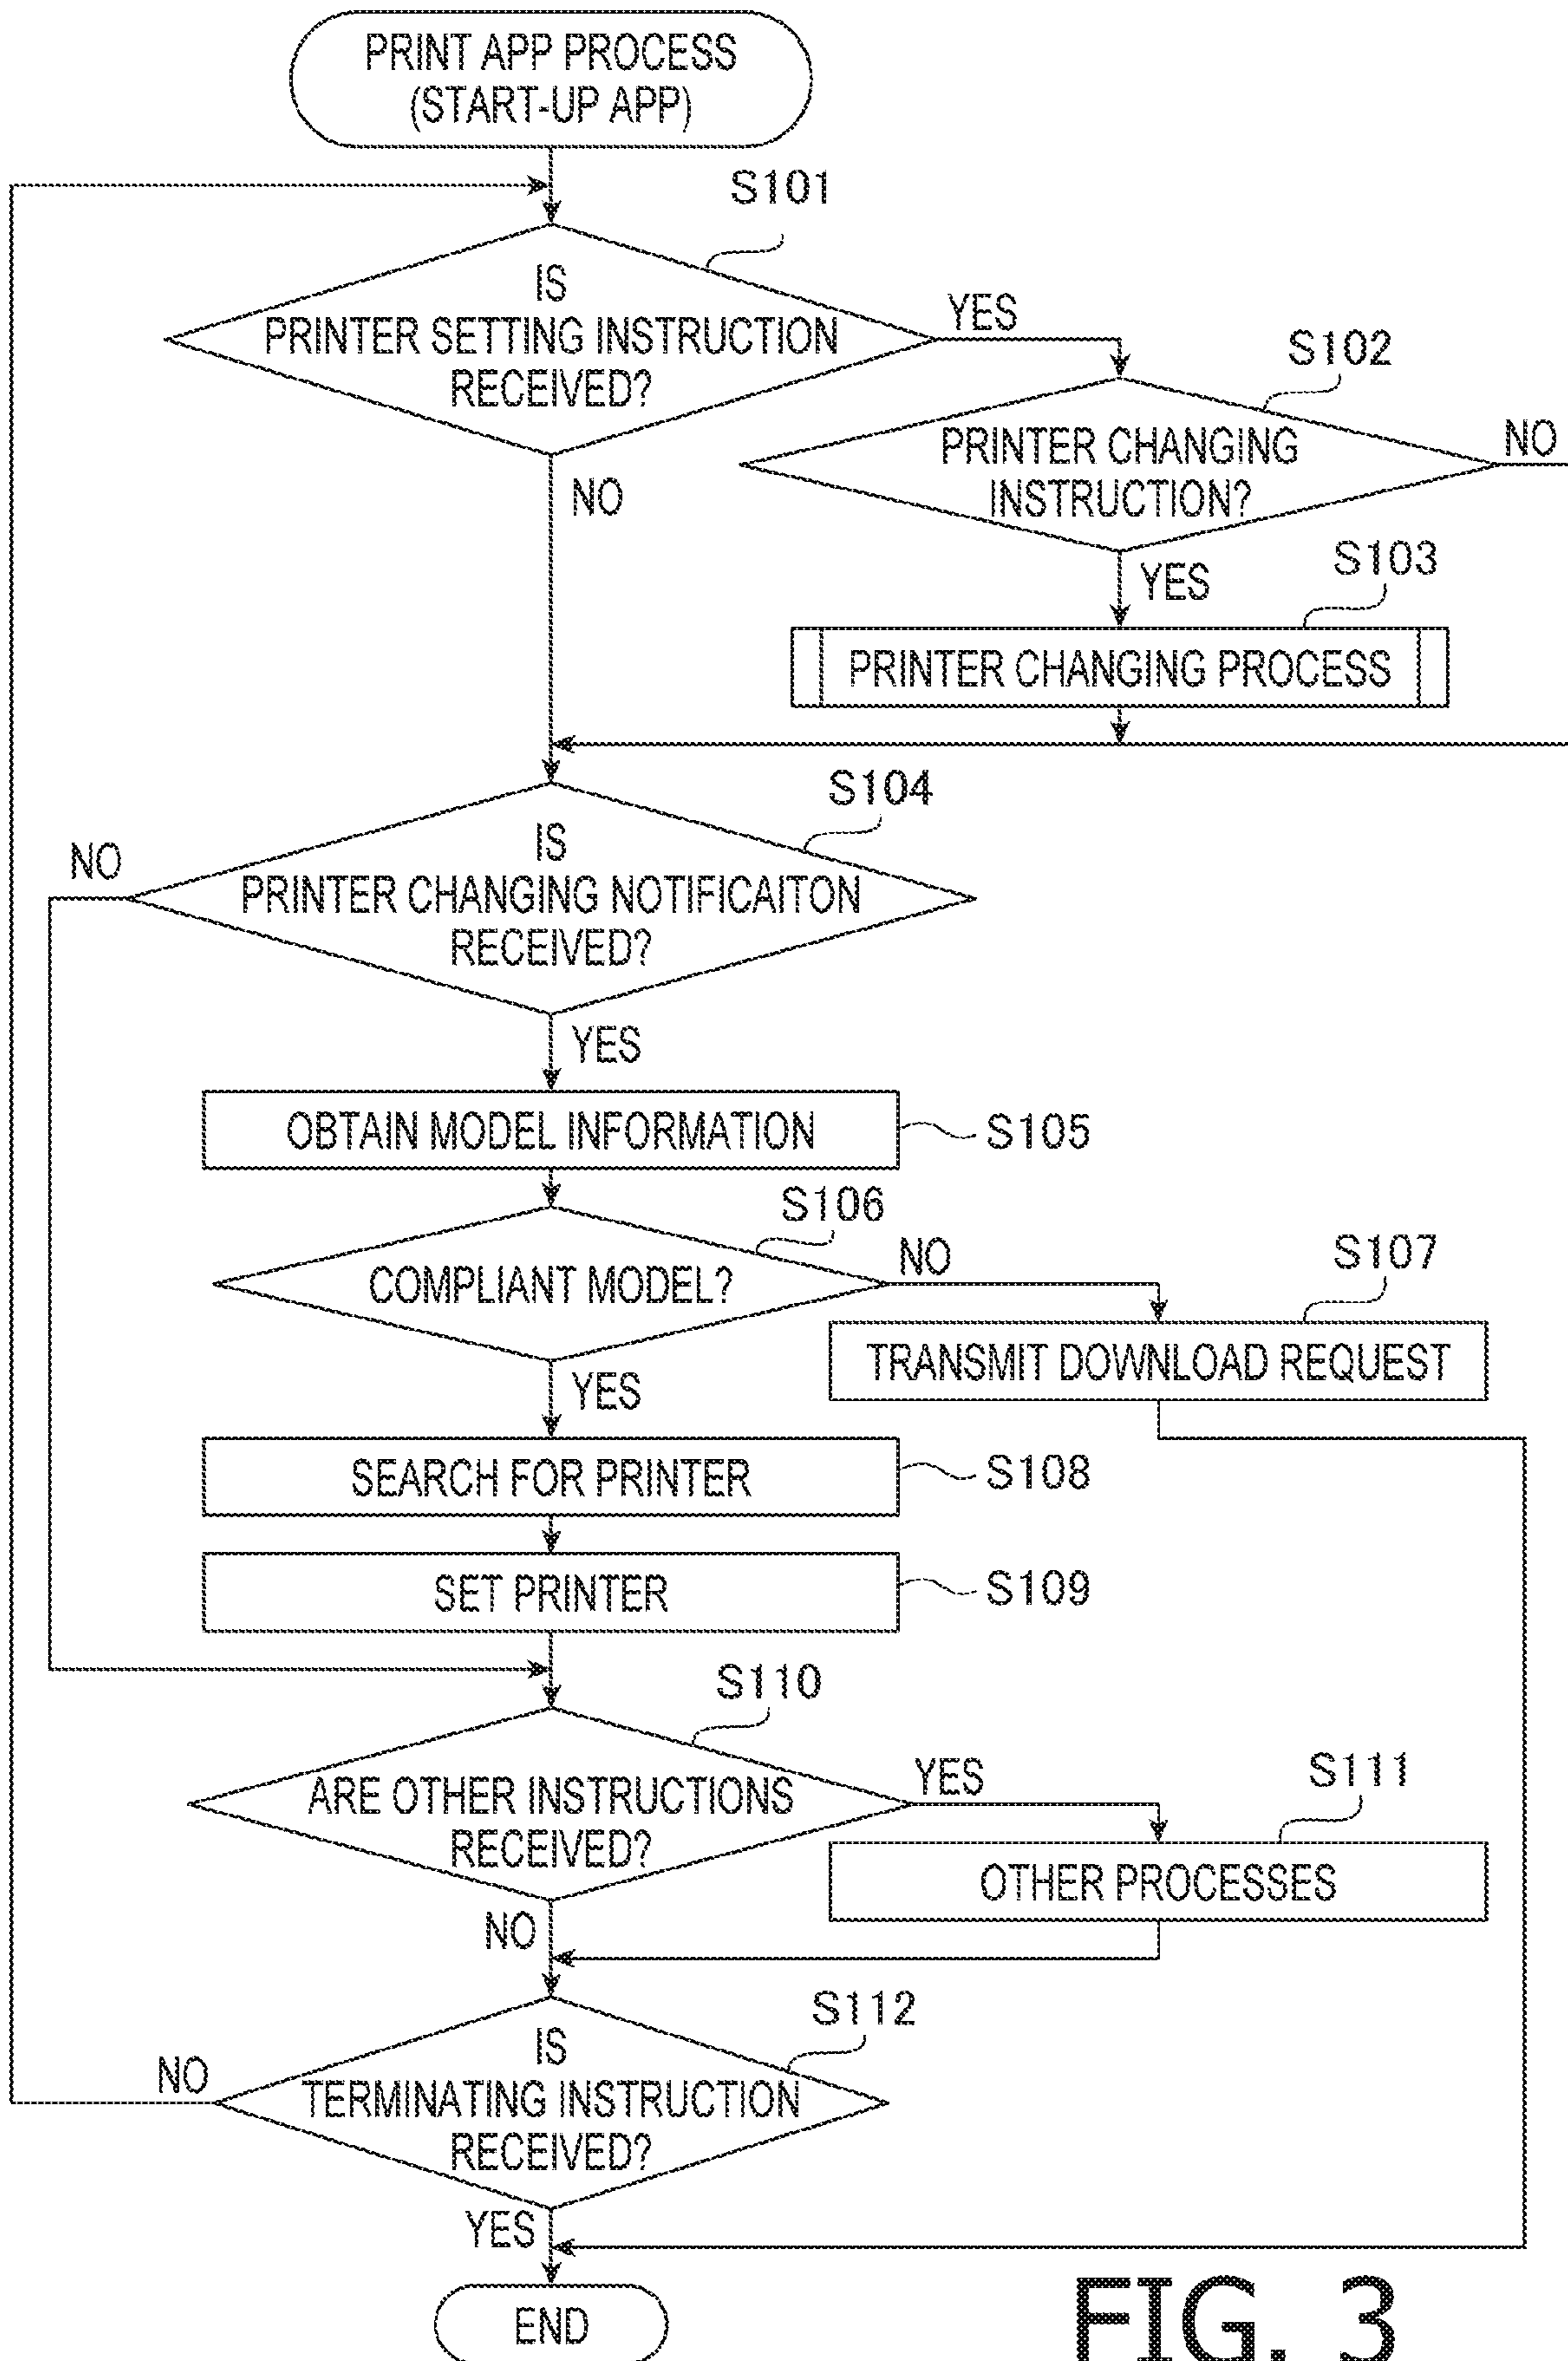 PRINT APP PROCESS
(START-UP APP)
S101
IS
PRINTER SETTING INSTRUCTION
RECEIVED?
YES
NO
S102
PRINTER CHANGING
INSTRUCTION?
NO
YES
S103
PRINTER CHANGING PROCESS
S104
IS
PRINTER CHANGING NOTIFICAITON
RECEIVED?
NO
YES
OBTAIN MODEL INFORMATION
S105
S106
COMPLIANT MODEL?
NO
YES
S107
TRANSMIT DOWNLOAD REQUEST
SEARCH FOR PRINTER
S108
SET PRINTER
S109
S110
ARE OTHER INSTRUCTIONS
RECEIVED?
YES
NO
S111
OTHER PROCESSES
S112
IS
TERMINATING INSTRUCTION
RECEIVED?
NO
YES
END
FIG. 3